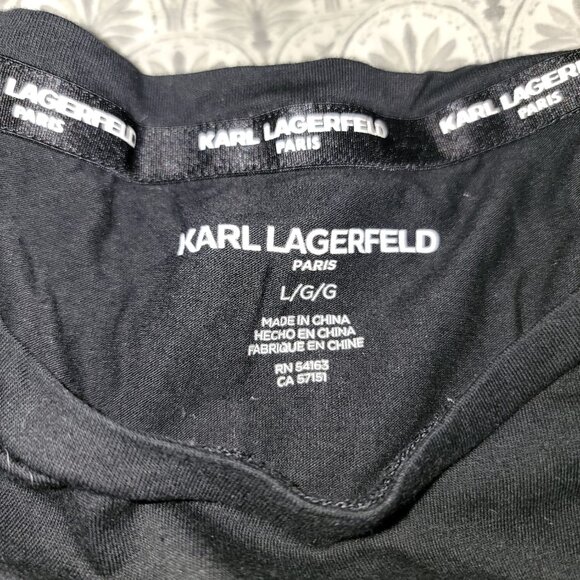 LAGERFELD
PARIS
KARL LAGERFELD
PARIS
KARL LAGERFELD
PARIS
KARL LAGERFELD
PARIS
L/G/G
MADE IN CHINA
HECHO EN CHINA
FABRIQUE EN CHINE
RN 54163
CA 57151